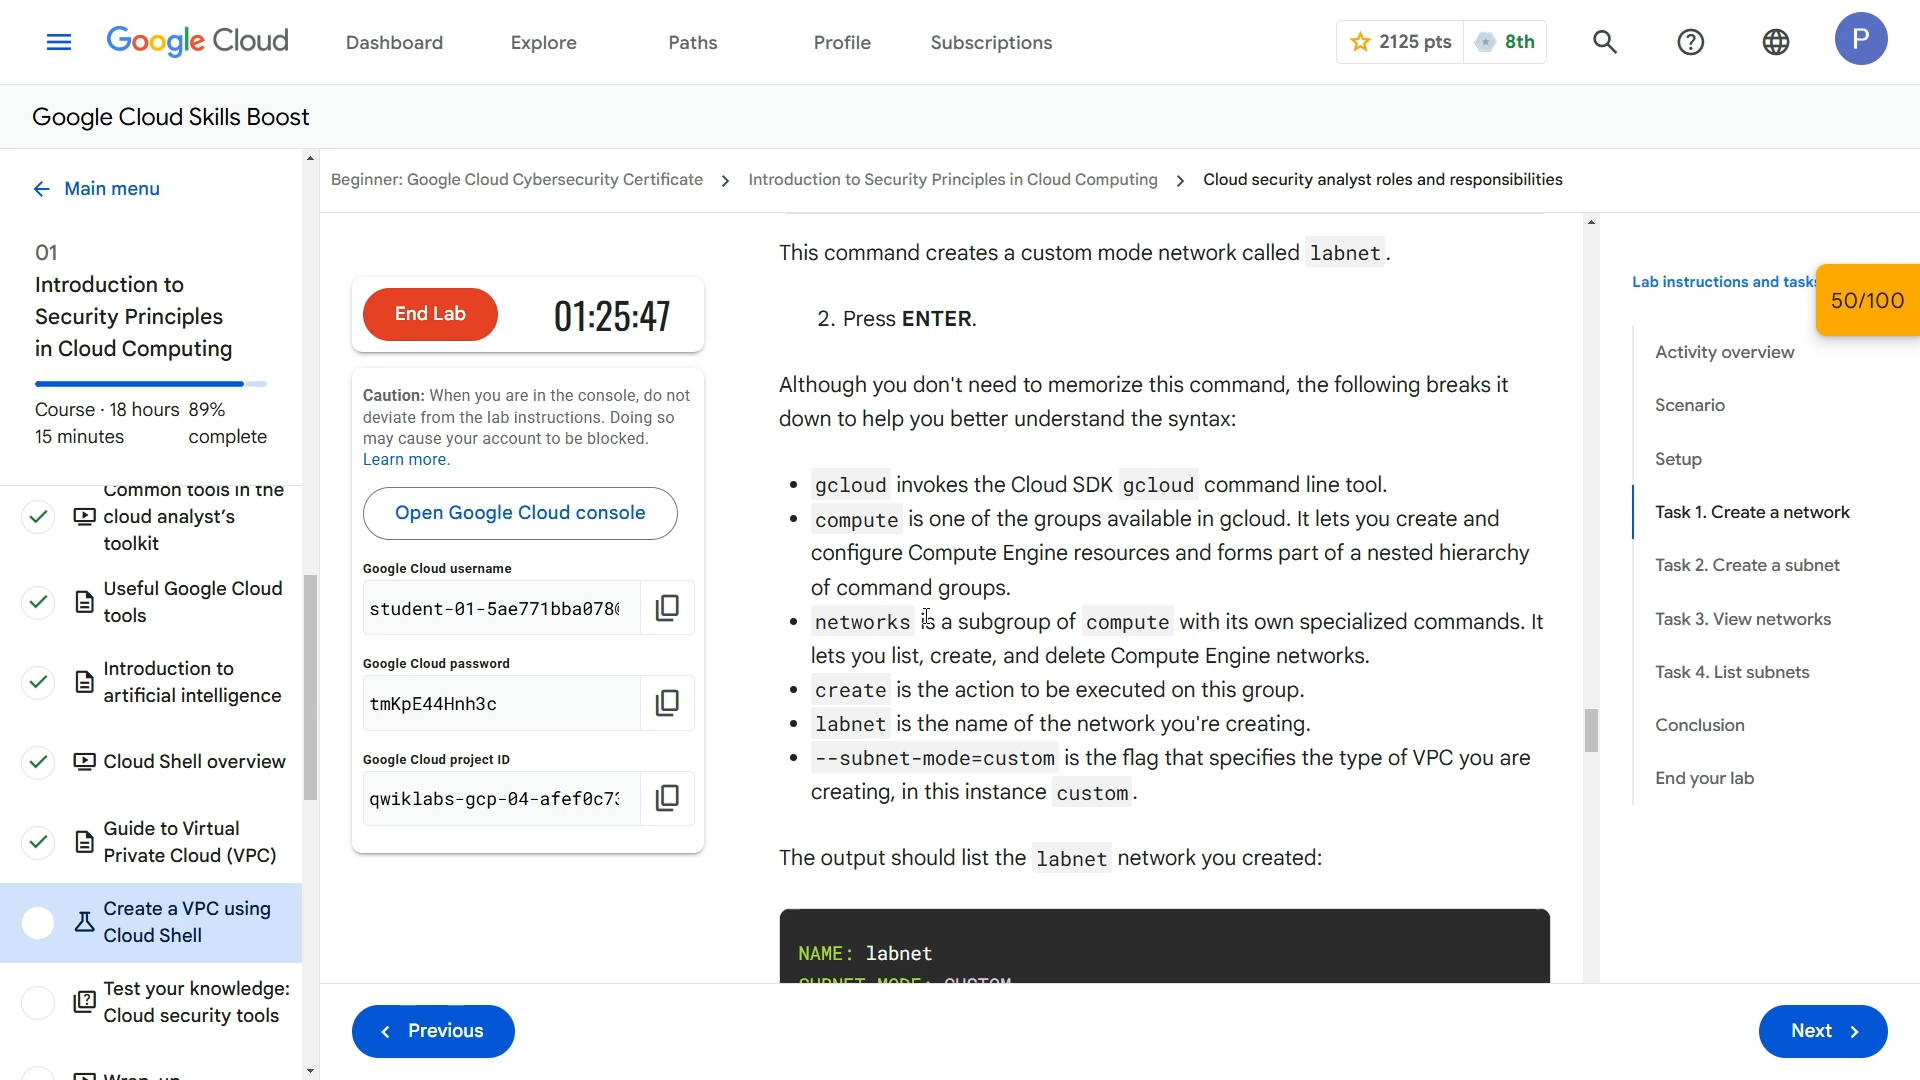 Google Cloud
Dashboard
Explore
Paths
Profile
Subscriptions
2125 pts
8th
P
Google Cloud Skills Boost
Main menu
01
Introduction to
Security Principles
in Cloud Computing
Course · 18 hours 89%
15 minutes complete
Common tools in the
cloud analyst's
toolkit
Useful Google Cloud
tools
Introduction to
artificial intelligence
Cloud Shell overview
Guide to Virtual
Private Cloud (VPC)
Create a VPC using
Cloud Shell
Test your knowledge:
Cloud security tools
Wrap-up
Beginner: Google Cloud Cybersecurity Certificate > Introduction to Security Principles in Cloud Computing > Cloud security analyst roles and responsibilities
End Lab
01:25:47
Caution: When you are in the console, do not
deviate from the lab instructions. Doing so
may cause your account to be blocked.
Learn more.
Open Google Cloud console
Google Cloud username
student-01-5ae771bba078
Google Cloud password
tmKpE44Hnh3c
Google Cloud project ID
qwiklabs-gcp-04-afef0c7
This command creates a custom mode network called labnet.
2. Press ENTER.
Although you don't need to memorize this command, the following breaks it
down to help you better understand the syntax:
• gcloud invokes the Cloud SDK gcloud command line tool.
• compute is one of the groups available in gcloud. It lets you create and
configure Compute Engine resources and forms part of a nested hierarchy
of command groups.
• networks is a subgroup of compute with its own specialized commands. It
lets you list, create, and delete Compute Engine networks.
• create is the action to be executed on this group.
• labnet is the name of the network you're creating.
• --subnet-mode=custom is the flag that specifies the type of VPC you are
creating, in this instance custom.
The output should list the labnet network you created:
NAME: labnet
SUBNET_MODE: CUSTOM
Lab instructions and tasks
50/100
Activity overview
Scenario
Setup
Task 1. Create a network
Task 2. Create a subnet
Task 3. View networks
Task 4. List subnets
Conclusion
End your lab
Previous
Next